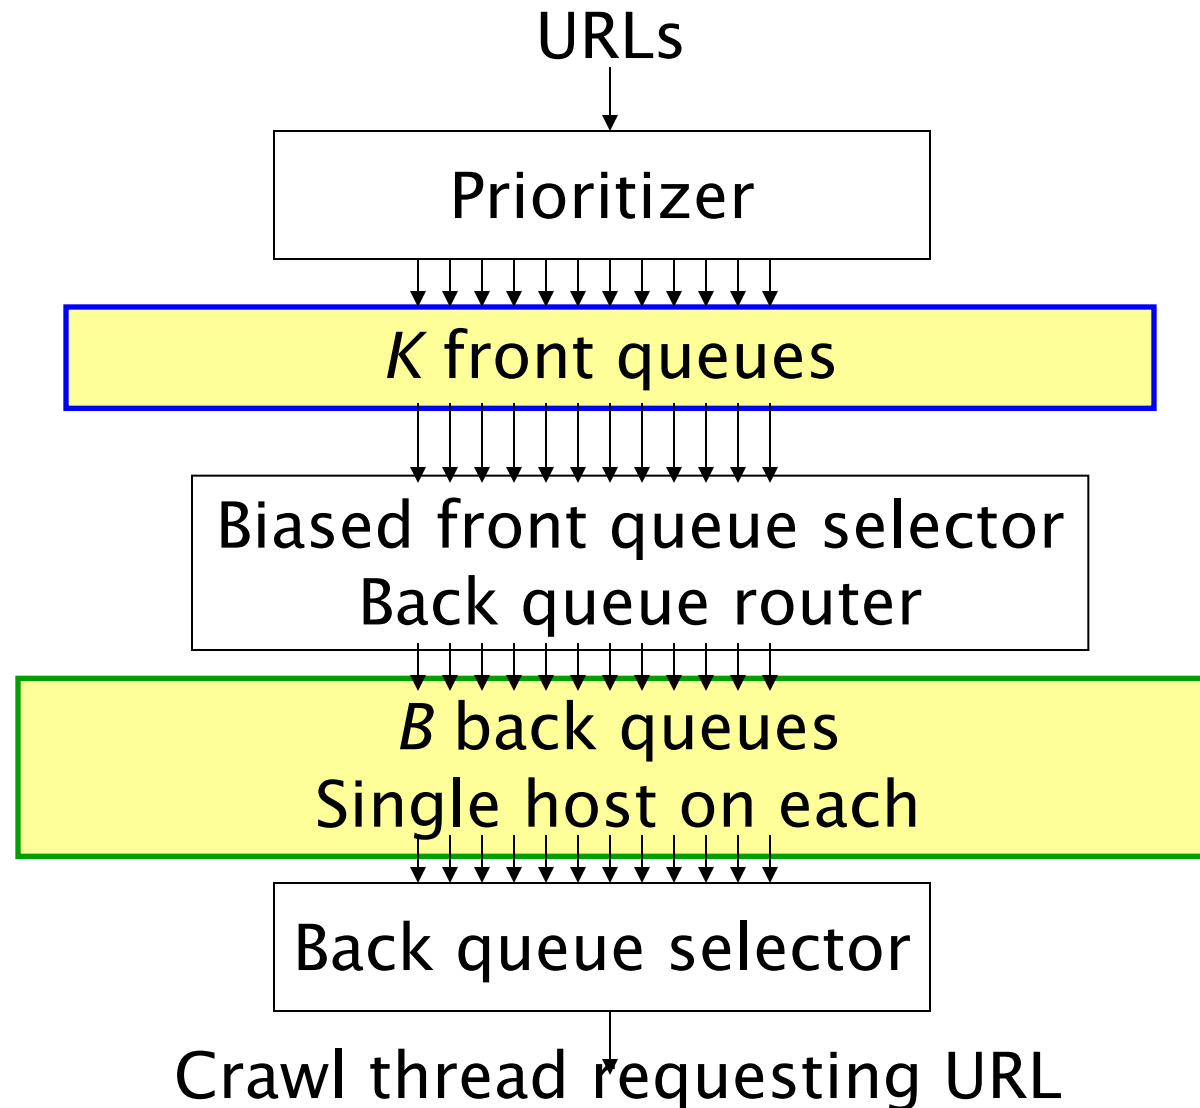 URLs
Prioritizer
K front queues
Biased front queue selector
Back queue router
B back queues
Single host on each
Back queue selector
Crawl thread requesting URL